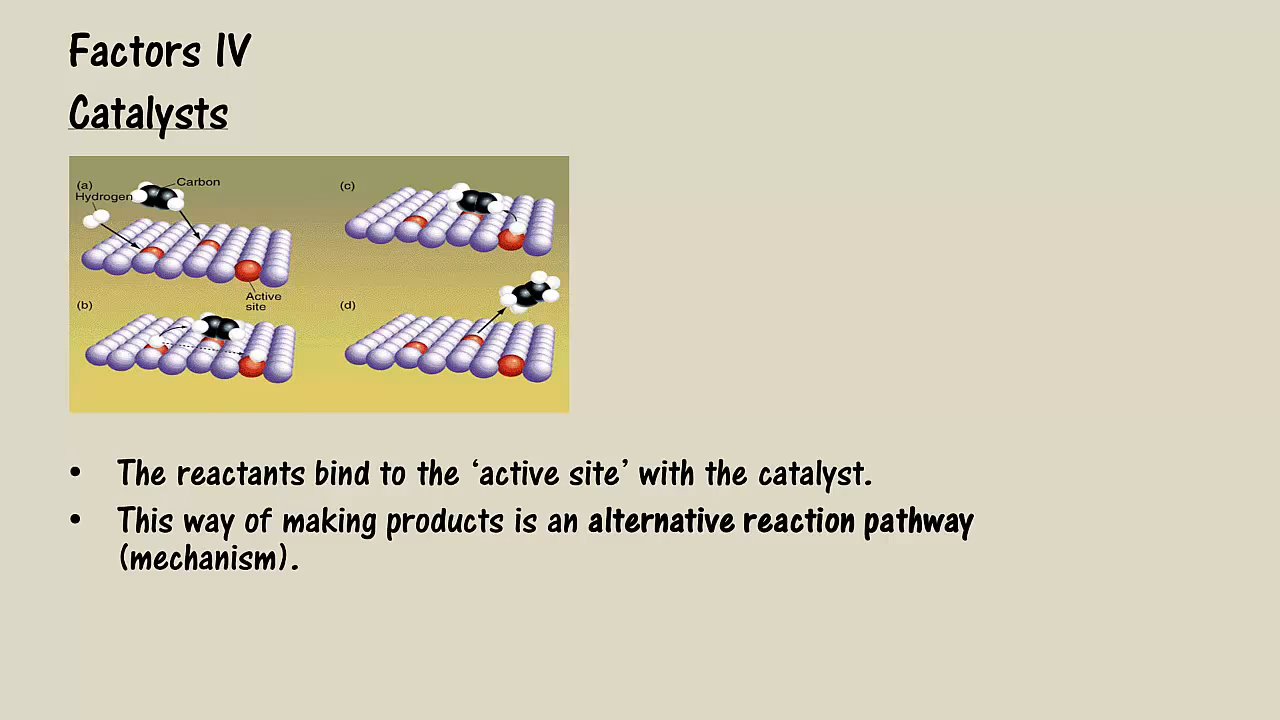 Factors IV
Catalysts
(a)
Carbon
Hydrogen
Active
site
(b)
(c)
(d)
• The reactants bind to the ‘active site’ with the catalyst.
• This way of making products is an alternative reaction pathway
(mechanism).